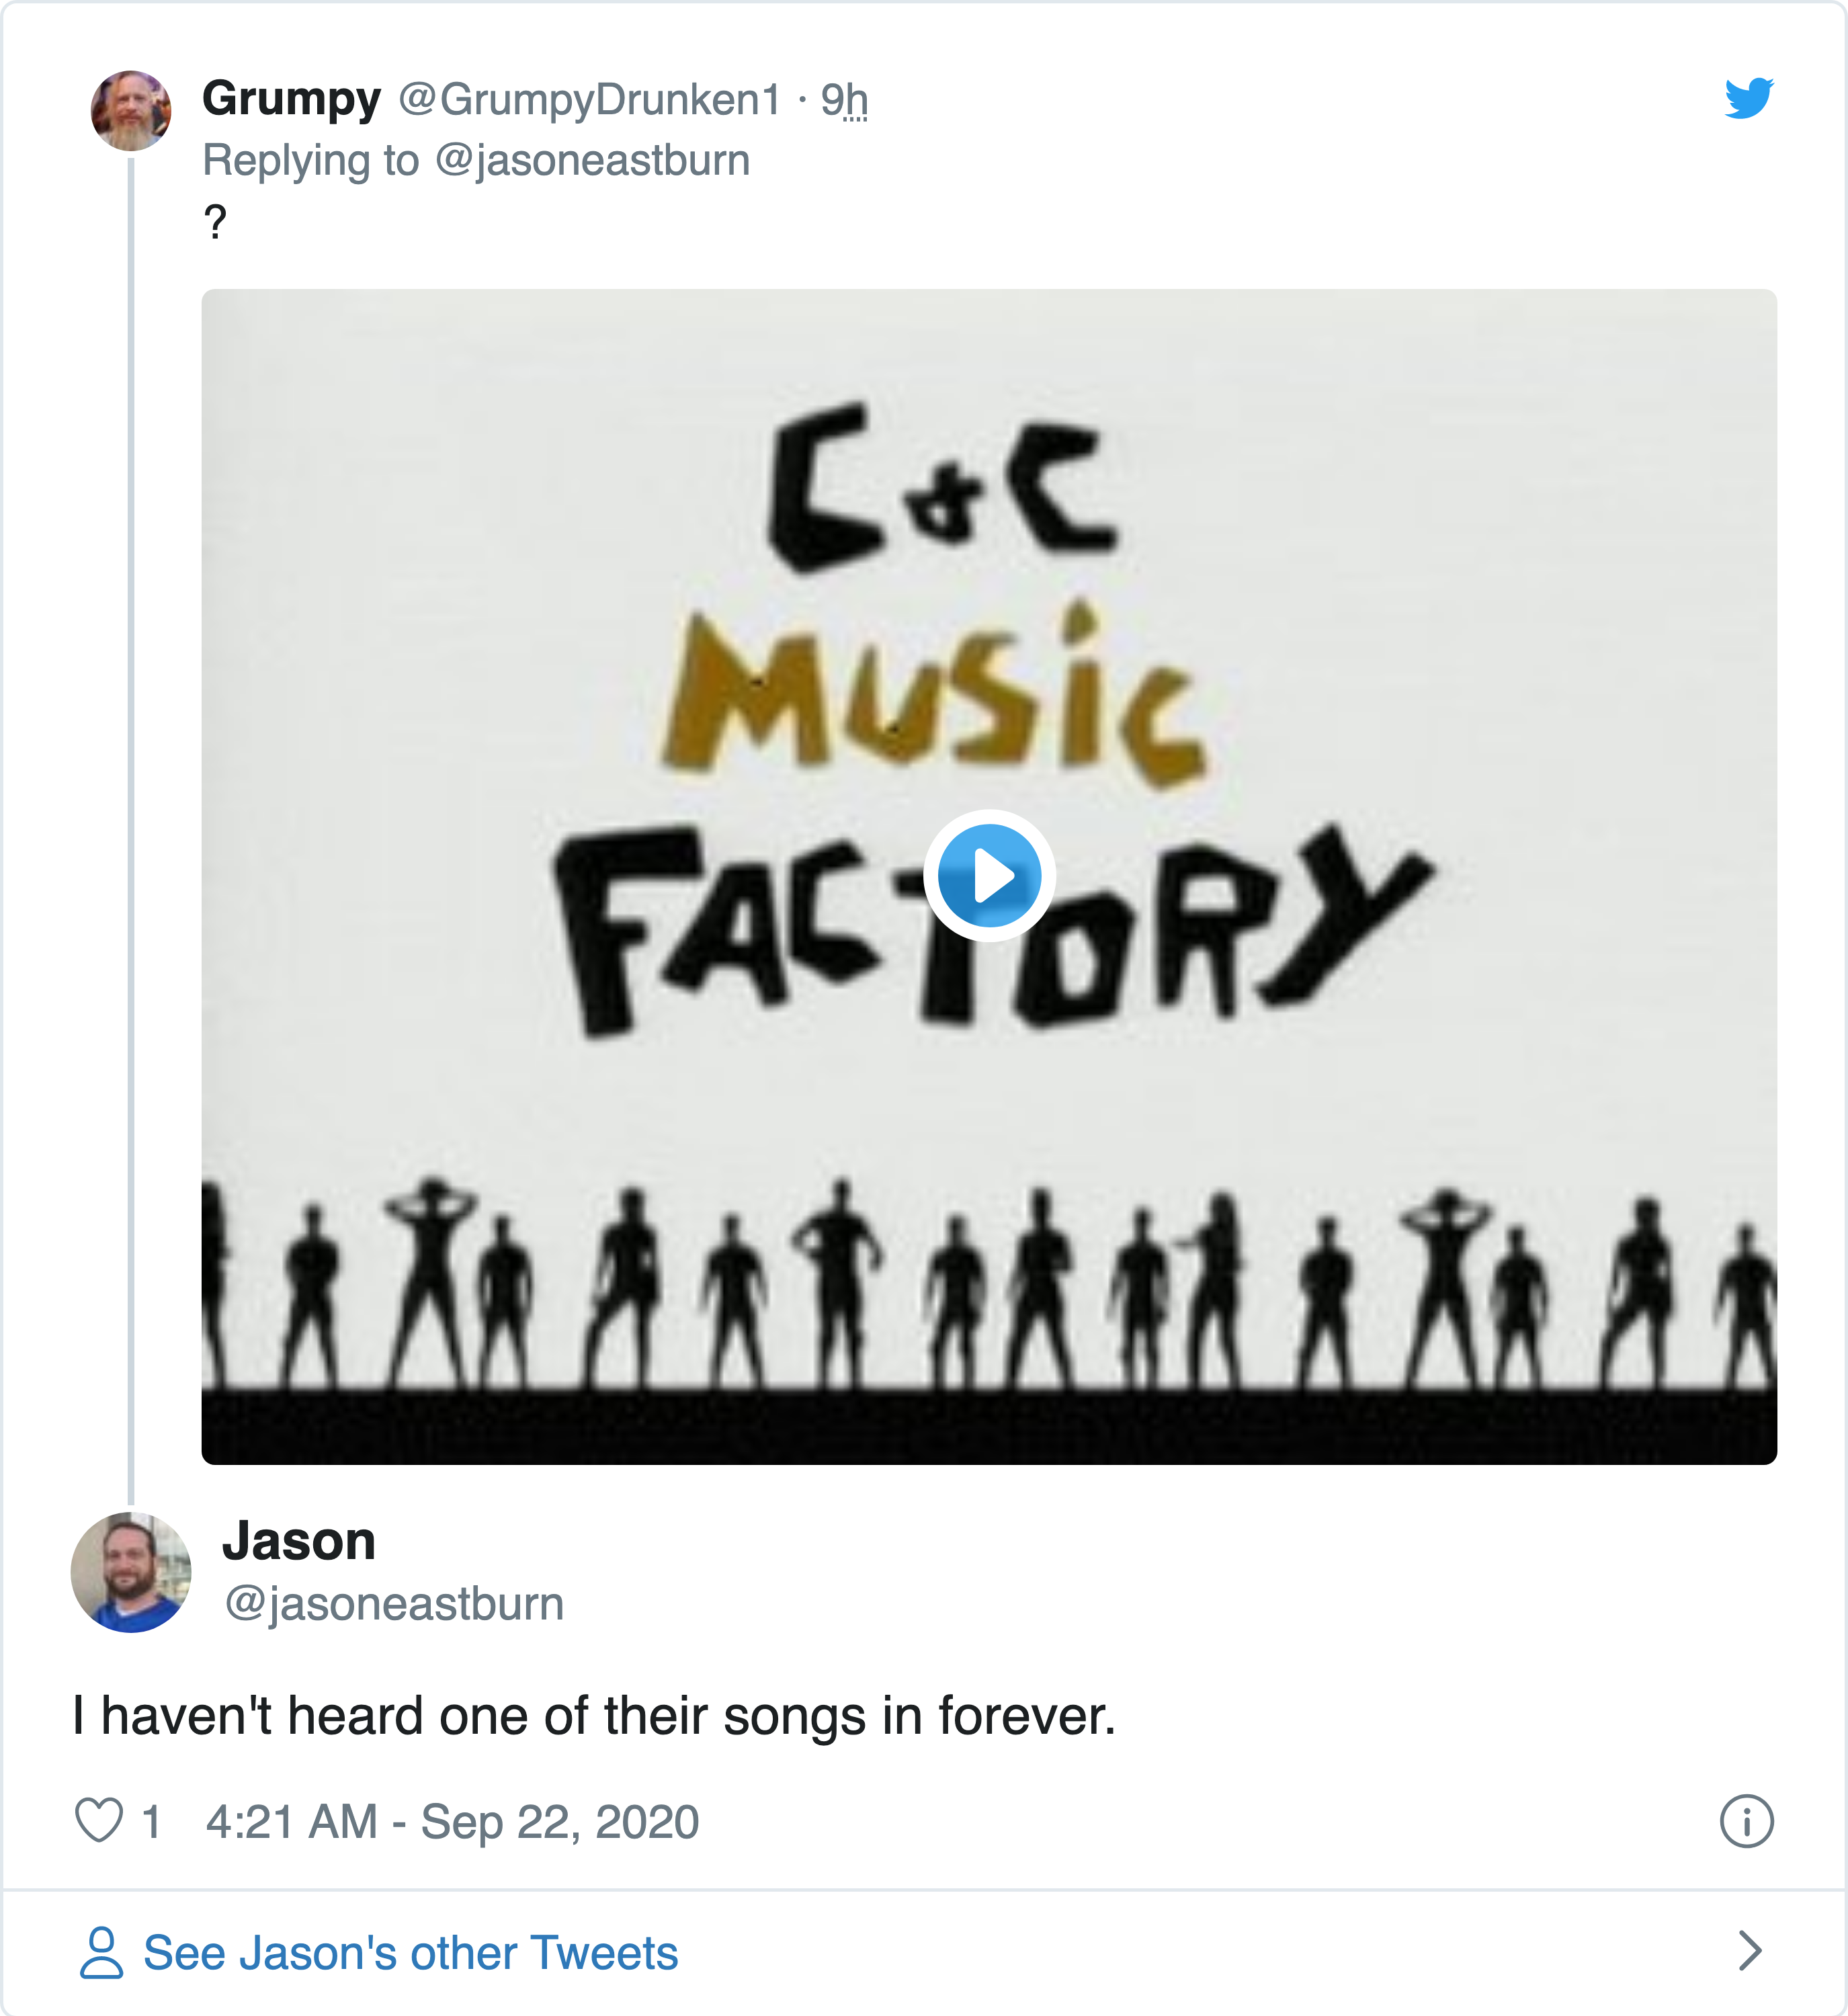 Grumpy @GrumpyDrunken1 · 9h
Replying to @jasoneastburn
?
C & C
MUSiC
FACTORY
Jason
@jasoneastburn
I haven't heard one of their songs in forever.
1 4:21 AM - Sep 22, 2020
See Jason's other Tweets